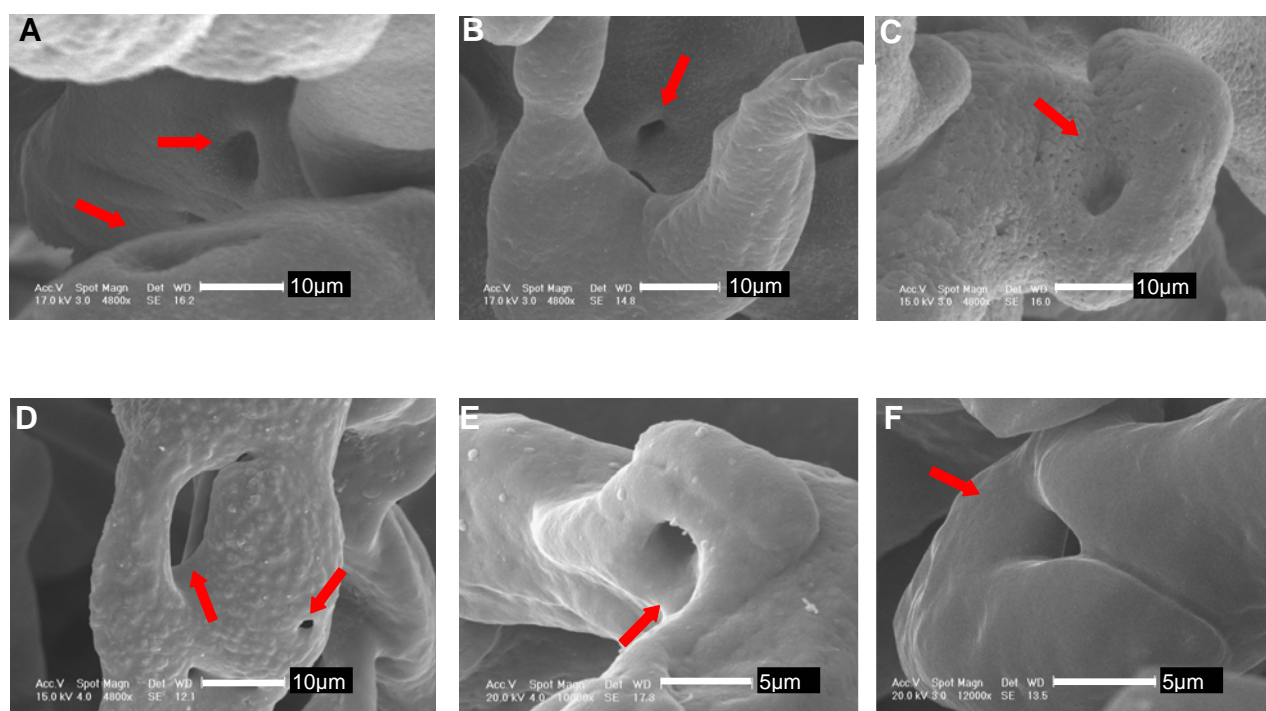 A
Acc.V Spot Magn Det WD
17.0 kV 3.0 4800x SE 16.2
10µm
B
Acc.V Spot Magn Det WD
17.0 kV 3.0 4800x SE 14.8
10µm
C
Acc.V Spot Magn Det WD
15.0 kV 3.0 4800x SE 16.0
10µm
D
Acc.V Spot Magn Det WD
15.0 kV 4.0 4800x SE 12.1
10µm
E
Acc.V Spot Magn Det WD
20.0 kV 4.0 10000x SE 17.3
5µm
F
Acc.V Spot Magn Det WD
20.0 kV 3.0 12000x SE 13.5
5µm